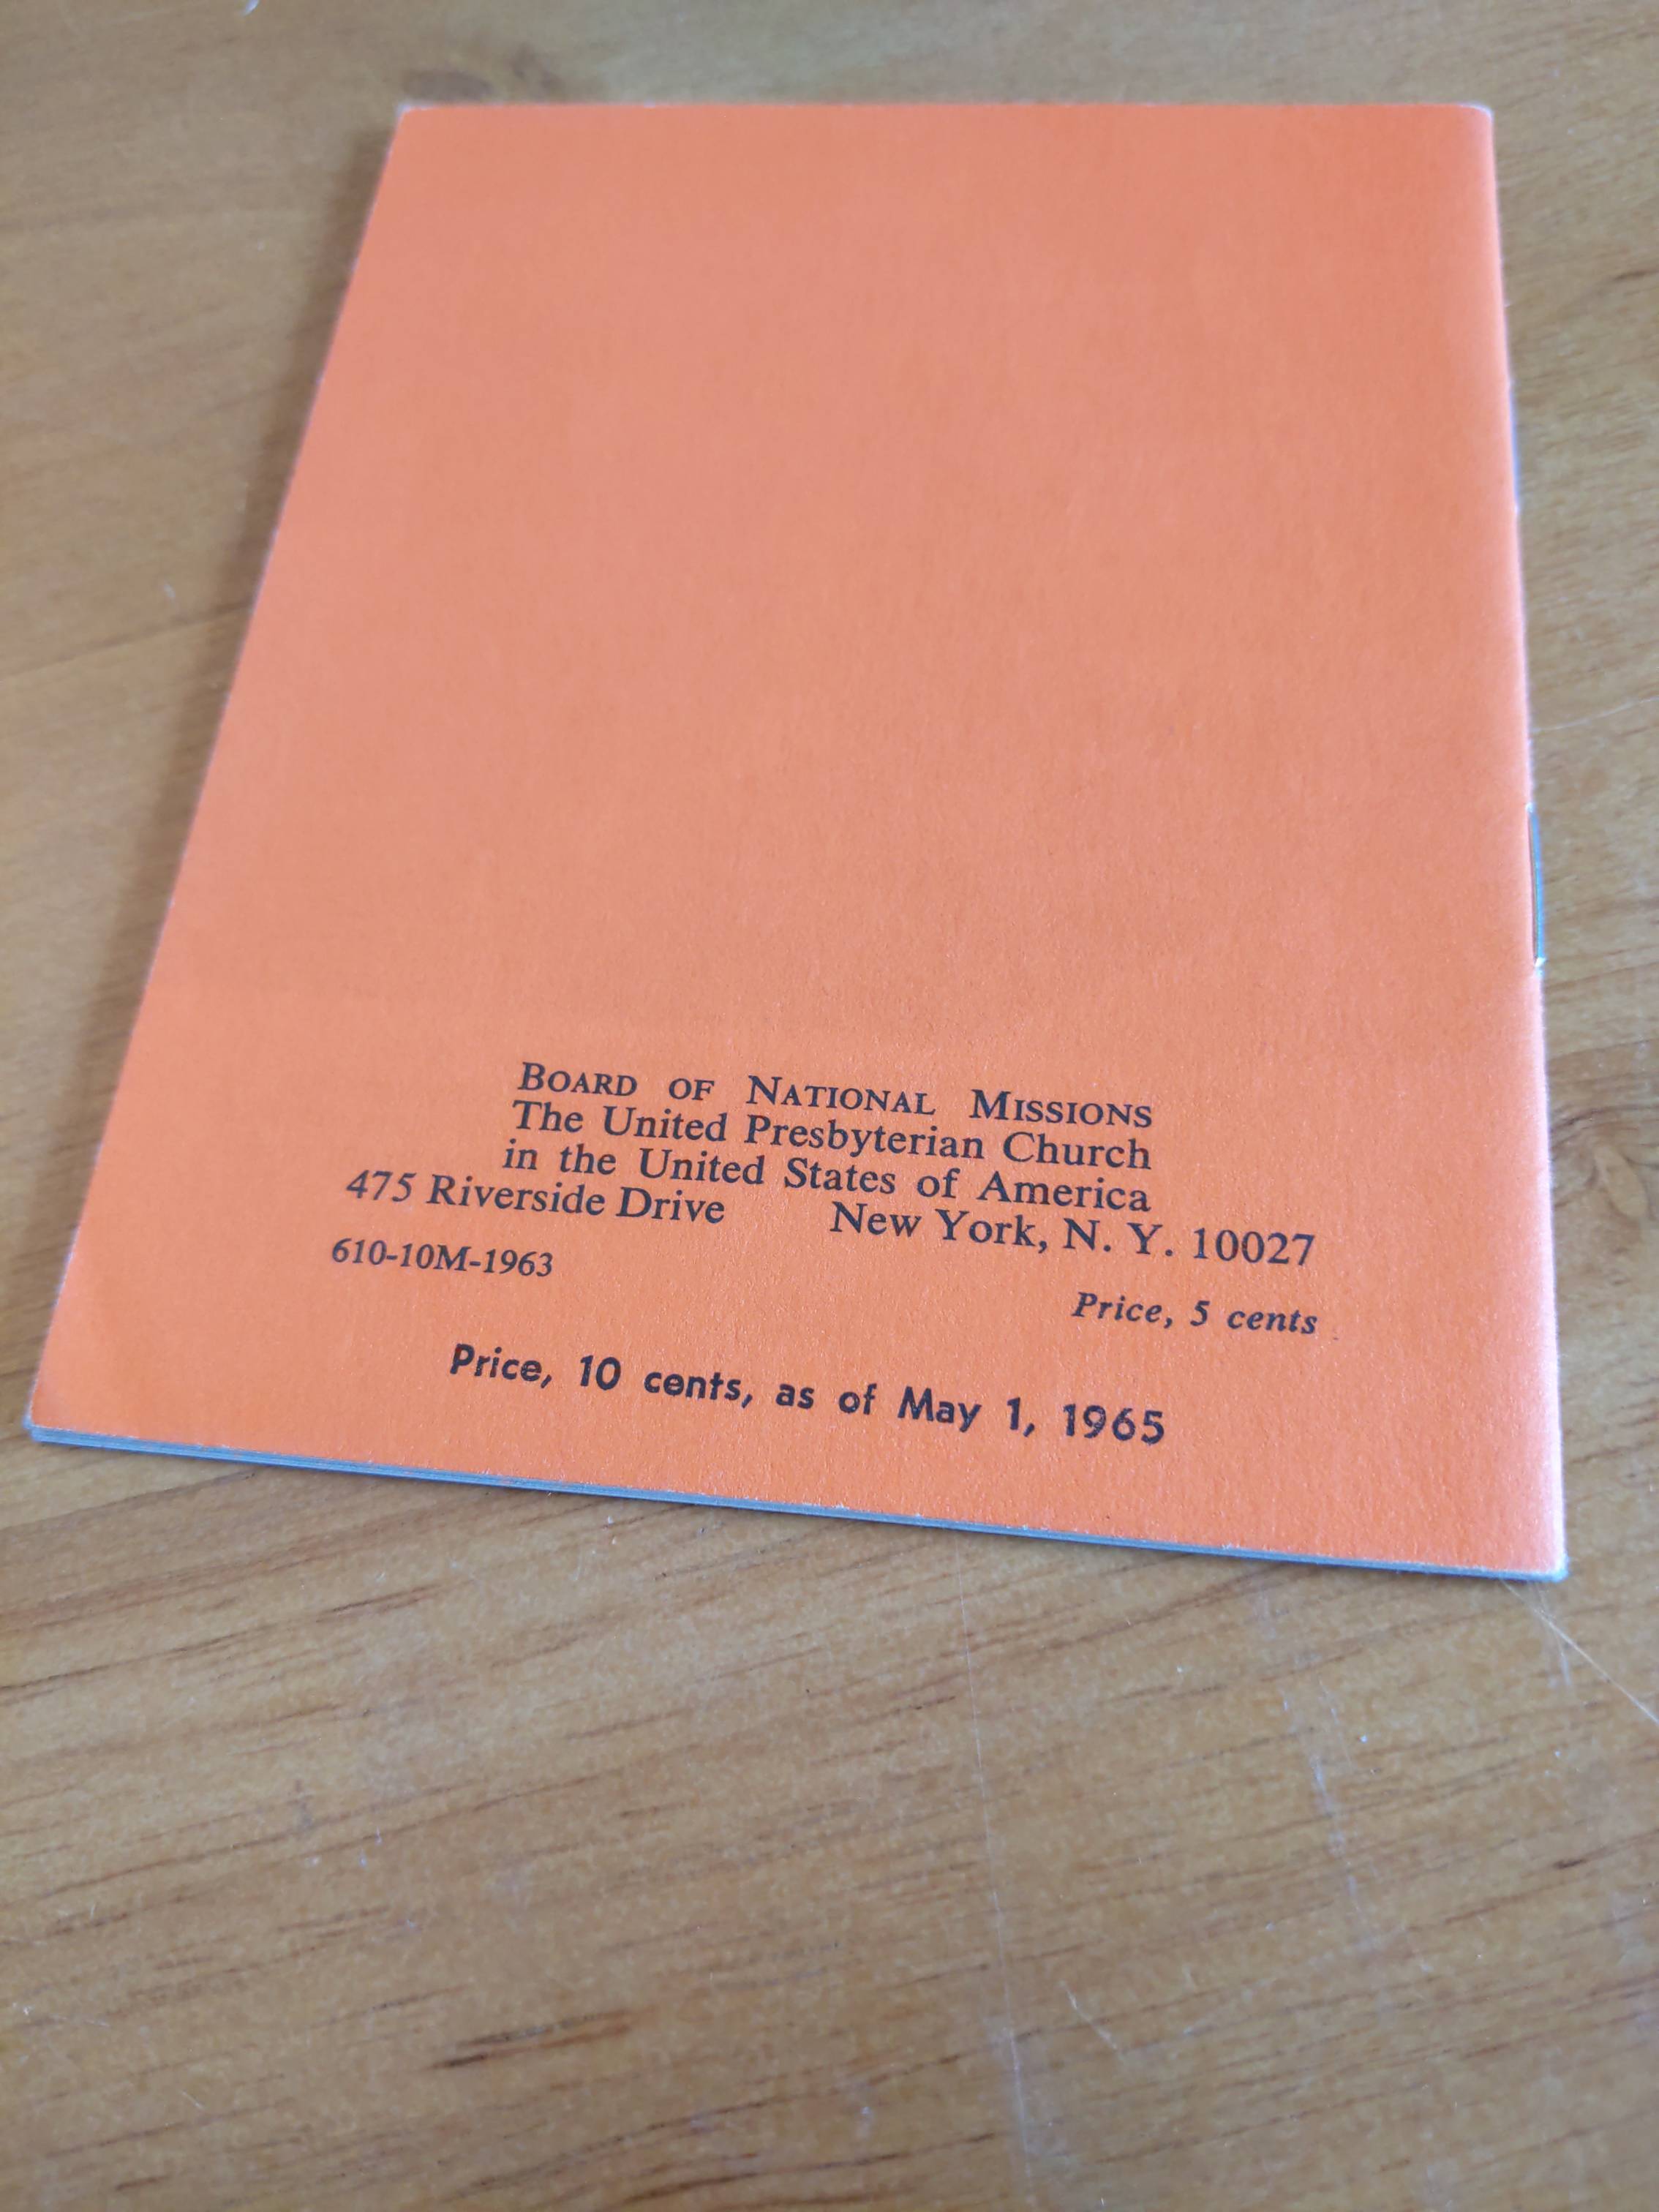 BOARD OF NATIONAL MISSIONS
The United Presbyterian Church
in the United States of America
475 Riverside Drive New York, N. Y. 10027
610-10M-1963
Price, 5 cents
Price, 10 cents, as of May 1, 1965